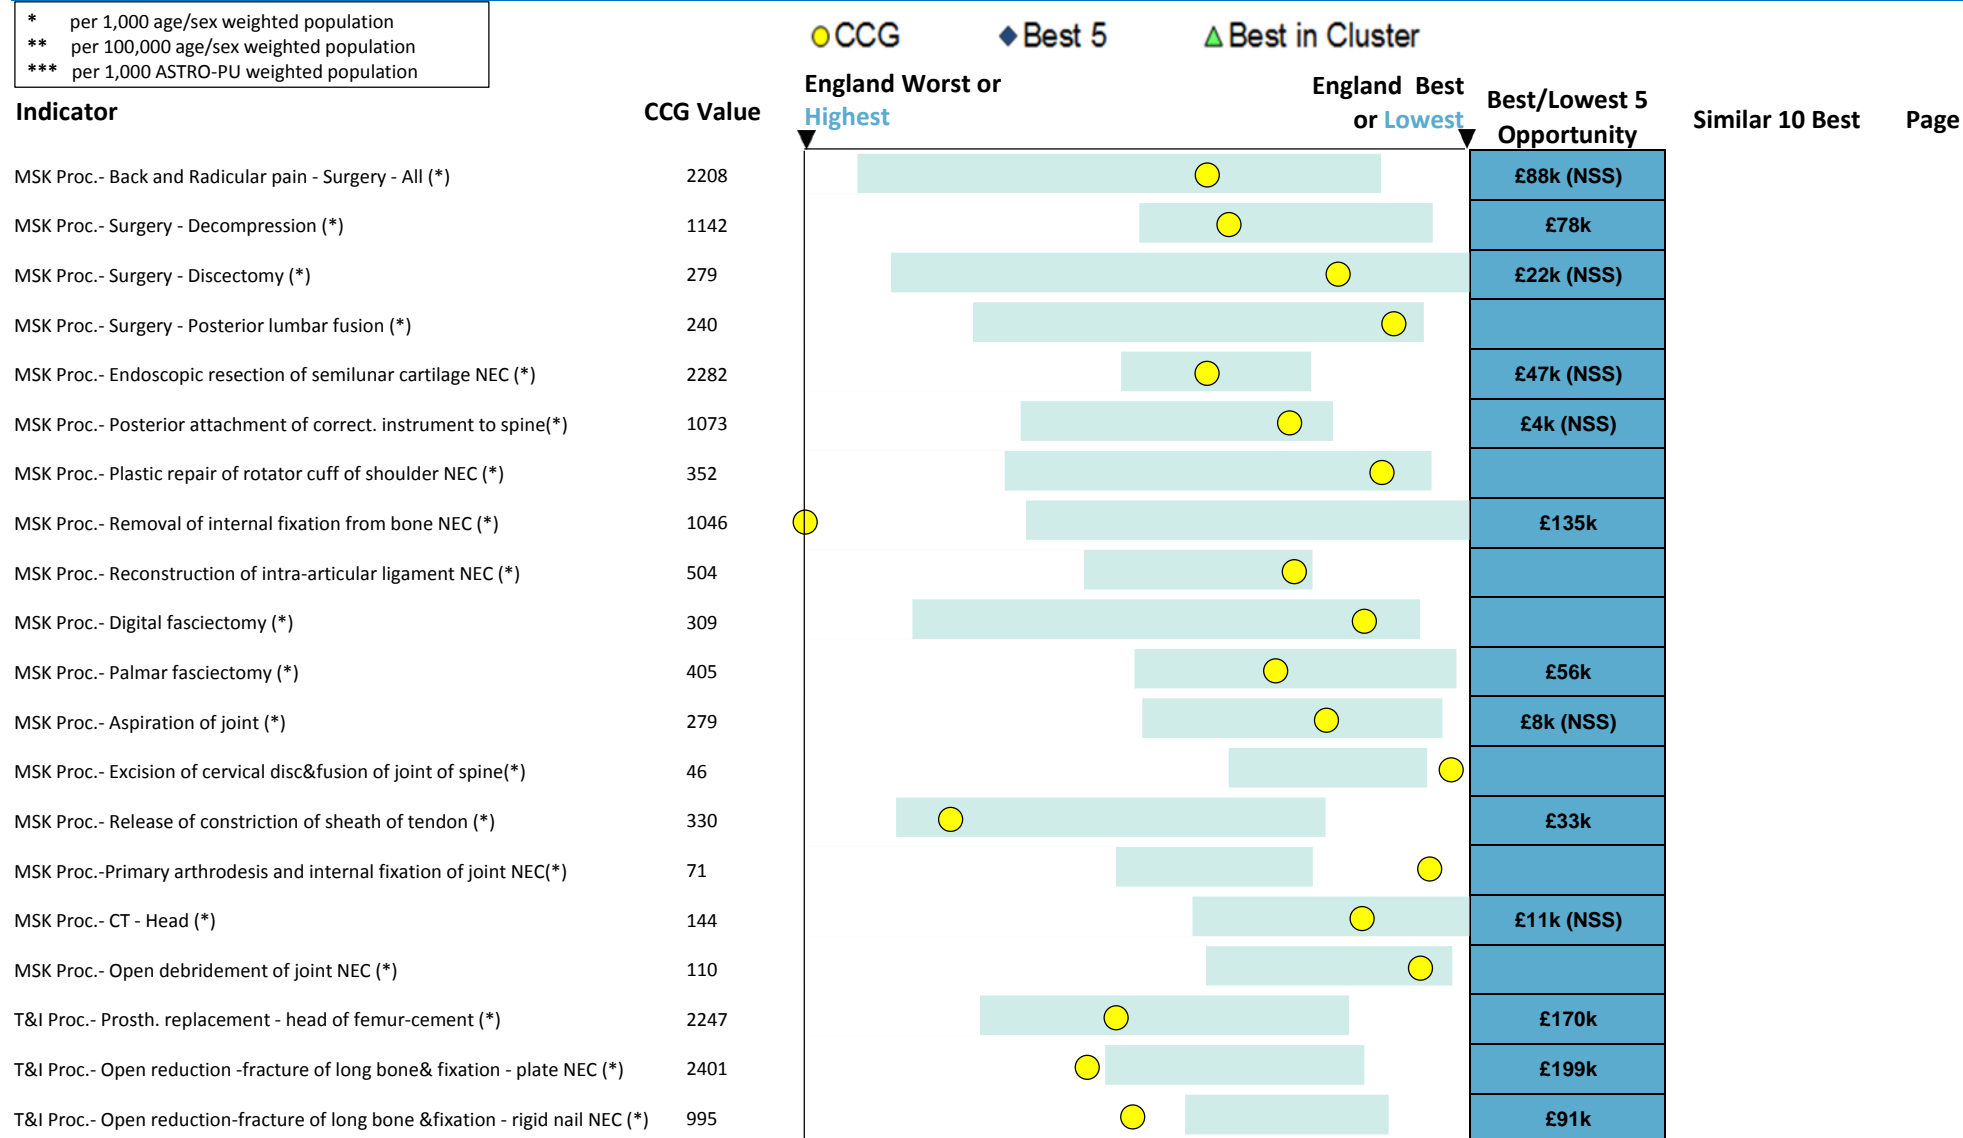 * per 1,000 age/sex weighted population
** per 100,000 age/sex weighted population
*** per 1,000 ASTRO-PU weighted population
CCG Best 5 Best in Cluster
Indicator CCG Value England Worst or Highest England Best or Lowest Best/Lowest 5 Opportunity Similar 10 Best Page
MSK Proc.- Back and Radicular pain - Surgery - All (*) 2208 £88k (NSS)
MSK Proc.- Surgery - Decompression (*) 1142 £78k
MSK Proc.- Surgery - Discectomy (*) 279 £22k (NSS)
MSK Proc.- Surgery - Posterior lumbar fusion (*) 240
MSK Proc.- Endoscopic resection of semilunar cartilage NEC (*) 2282 £47k (NSS)
MSK Proc.- Posterior attachment of correct. instrument to spine(*) 1073 £4k (NSS)
MSK Proc.- Plastic repair of rotator cuff of shoulder NEC (*) 352
MSK Proc.- Removal of internal fixation from bone NEC (*) 1046 £135k
MSK Proc.- Reconstruction of intra-articular ligament NEC (*) 504
MSK Proc.- Digital fasciectomy (*) 309
MSK Proc.- Palmar fasciectomy (*) 405 £56k
MSK Proc.- Aspiration of joint (*) 279 £8k (NSS)
MSK Proc.- Excision of cervical disc&fusion of joint of spine(*) 46
MSK Proc.- Release of constriction of sheath of tendon (*) 330 £33k
MSK Proc.-Primary arthrodesis and internal fixation of joint NEC(*) 71
MSK Proc.- CT - Head (*) 144 £11k (NSS)
MSK Proc.- Open debridement of joint NEC (*) 110
T&I Proc.- Prosth. replacement - head of femur-cement (*) 2247 £170k
T&I Proc.- Open reduction -fracture of long bone& fixation - plate NEC (*) 2401 £199k
T&I Proc.- Open reduction-fracture of long bone &fixation - rigid nail NEC (*) 995 £91k